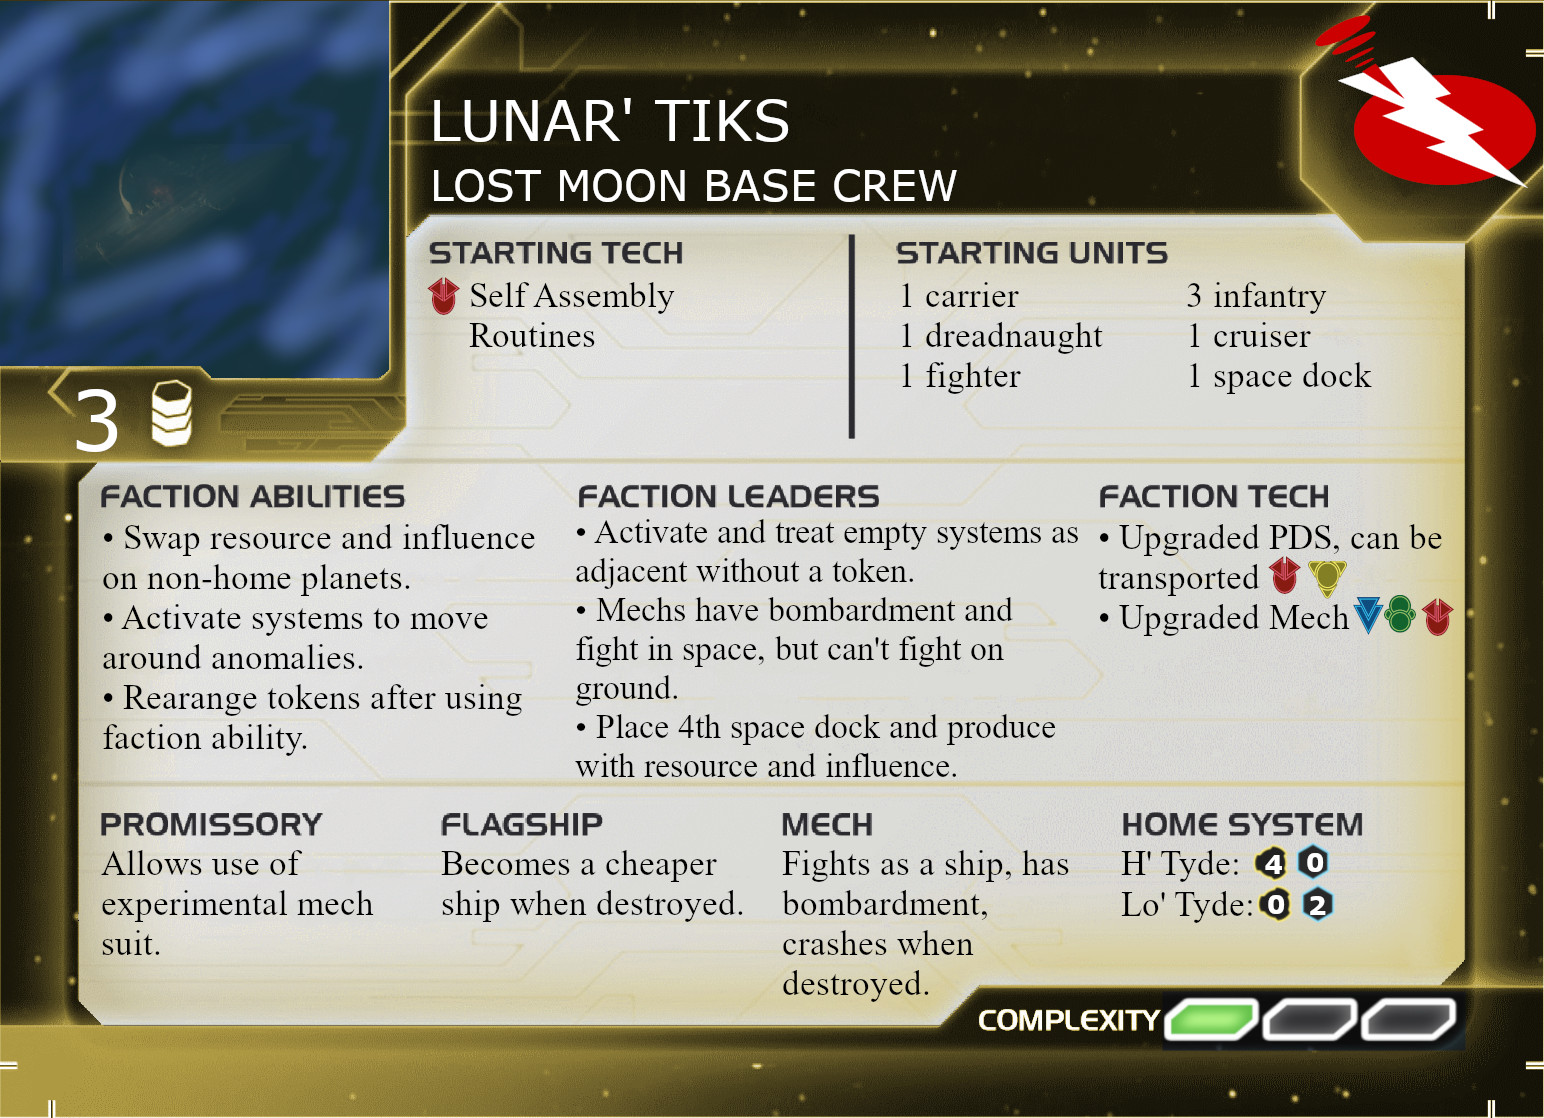 LUNAR' TIKS
LOST MOON BASE CREW
STARTING TECH
Self Assembly
Routines
STARTING UNITS
1 carrier
1 dreadnaught
1 fighter
3 infantry
1 cruiser
1 space dock
3
FACTION ABILITIES
• Swap resource and influence
on non-home planets.
• Activate systems to move
around anomalies.
• Rearange tokens after using
faction ability.
FACTION LEADERS
• Activate and treat empty systems as
adjacent without a token.
• Mechs have bombardment and
fight in space, but can't fight on
ground.
• Place 4th space dock and produce
with resource and influence.
FACTION TECH
• Upgraded PDS, can be
transported
• Upgraded Mech
PROMISSORY
Allows use of
experimental mech
suit.
FLAGSHIP
Becomes a cheaper
ship when destroyed.
MECH
Fights as a ship, has
bombardment,
crashes when
destroyed.
HOME SYSTEM
H' Tyde: 4 0
Lo' Tyde: 0 2
COMPLEXITY